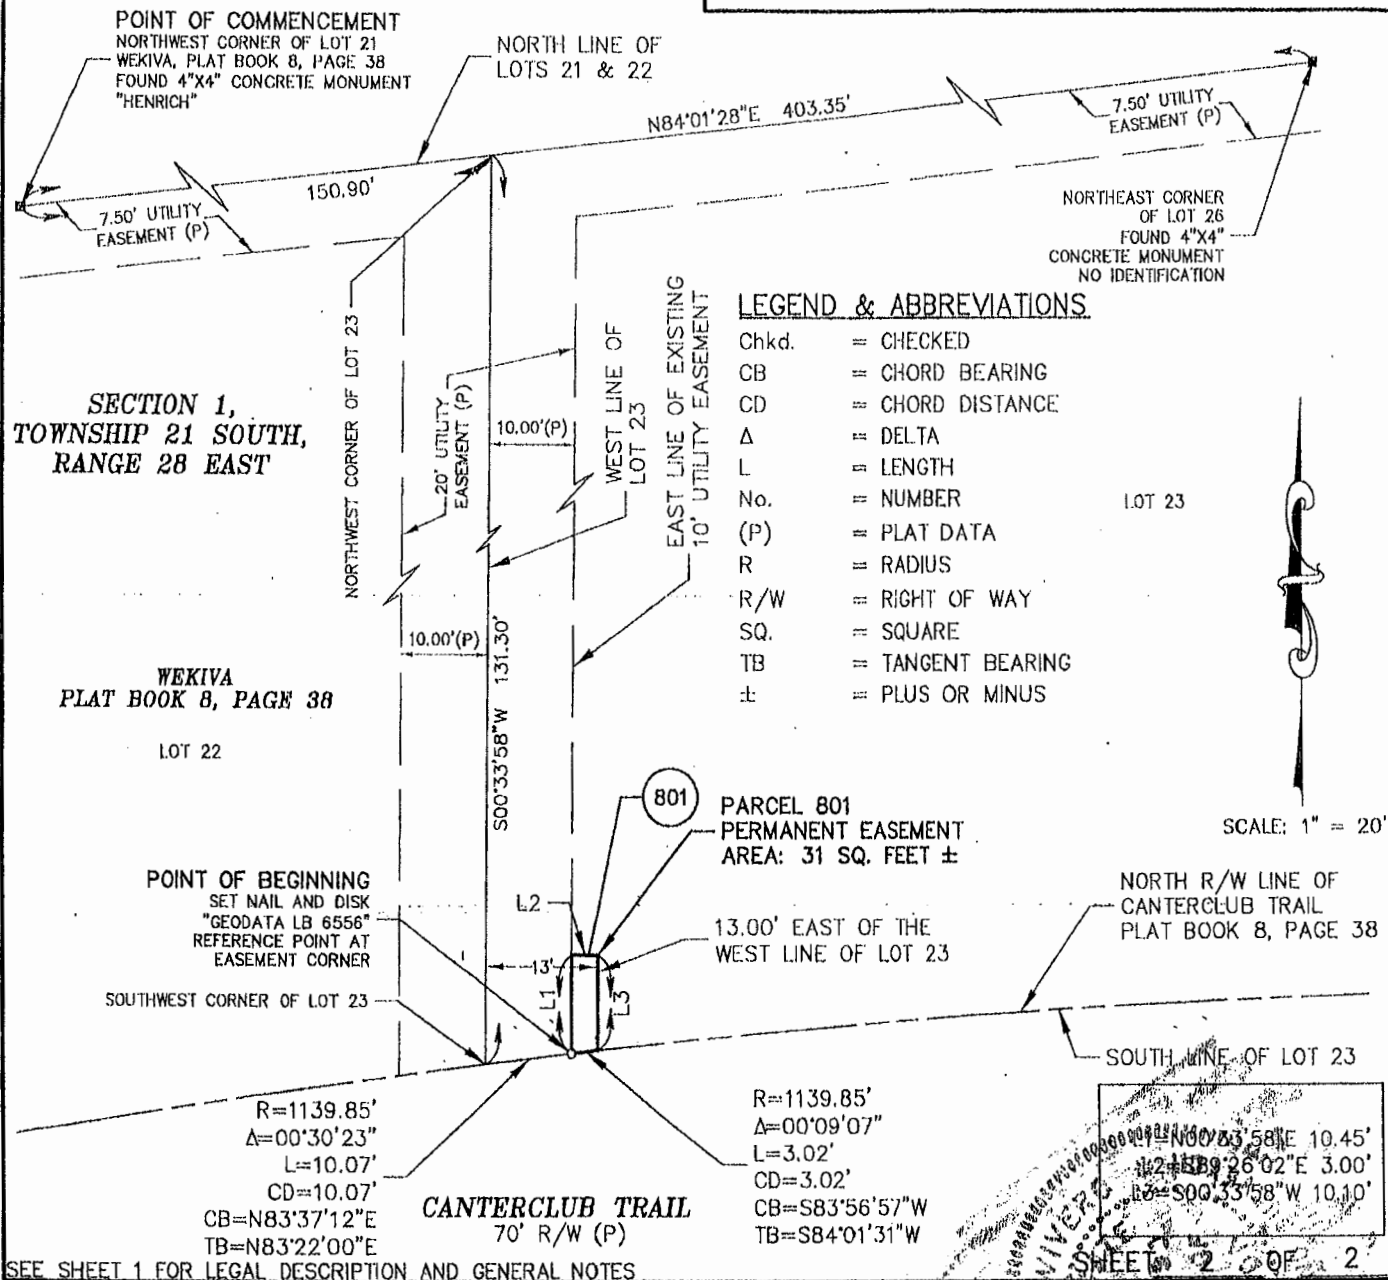 POINT OF COMMENCEMENT
NORTHWEST CORNER OF LOT 21
WEKIVA, PLAT BOOK 8, PAGE 38
FOUND 4"X4" CONCRETE MONUMENT
"HENRICH"
NORTH LINE OF
LOTS 21 & 22
N84°01'28"E 403.35'
7.50' UTILITY
EASEMENT (P)
150.90'
7.50' UTILITY
EASEMENT (P)
NORTHEAST CORNER
OF LOT 26
FOUND 4"X4"
CONCRETE MONUMENT
NO IDENTIFICATION
NORTHWEST CORNER OF LOT 23
20' UTILITY
EASEMENT (P)
10.00'(P)
WEST LINE OF
LOT 23
EAST LINE OF EXISTING
10' UTILITY EASEMENT
SECTION 1,
TOWNSHIP 21 SOUTH,
RANGE 28 EAST
LEGEND & ABBREVIATIONS
Chkd. = CHECKED
CB = CHORD BEARING
CD = CHORD DISTANCE
Δ = DELTA
L = LENGTH
No. = NUMBER
(P) = PLAT DATA
R = RADIUS
R/W = RIGHT OF WAY
SQ. = SQUARE
TB = TANGENT BEARING
± = PLUS OR MINUS
LOT 23
10.00'(P)
S00°33'58"W 131.30'
WEKIVA
PLAT BOOK 8, PAGE 38
LOT 22
801
PARCEL 801
PERMANENT EASEMENT
AREA: 31 SQ. FEET ±
SCALE: 1" = 20'
POINT OF BEGINNING
SET NAIL AND DISK
"GEODATA LB 6556"
REFERENCE POINT AT
EASEMENT CORNER
L2
13.00' EAST OF THE
WEST LINE OF LOT 23
NORTH R/W LINE OF
CANTERCLUB TRAIL
PLAT BOOK 8, PAGE 38
13'
L1
L3
SOUTHWEST CORNER OF LOT 23
SOUTH LINE OF LOT 23
R=1139.85'
Δ=00°30'23"
L=10.07'
CD=10.07'
CB=N83°37'12"E
TB=N83°22'00"E
CANTERCLUB TRAIL
70' R/W (P)
R=1139.85'
Δ=00°09'07"
L=3.02'
CD=3.02'
CB=S83°56'57"W
TB=S84°01'31"W
L1=N00°33'58"E 10.45'
L2=S89°26'02"E 3.00'
L3=S00°33'58"W 10.10'
SHEET 2 OF 2
SEE SHEET 1 FOR LEGAL DESCRIPTION AND GENERAL NOTES